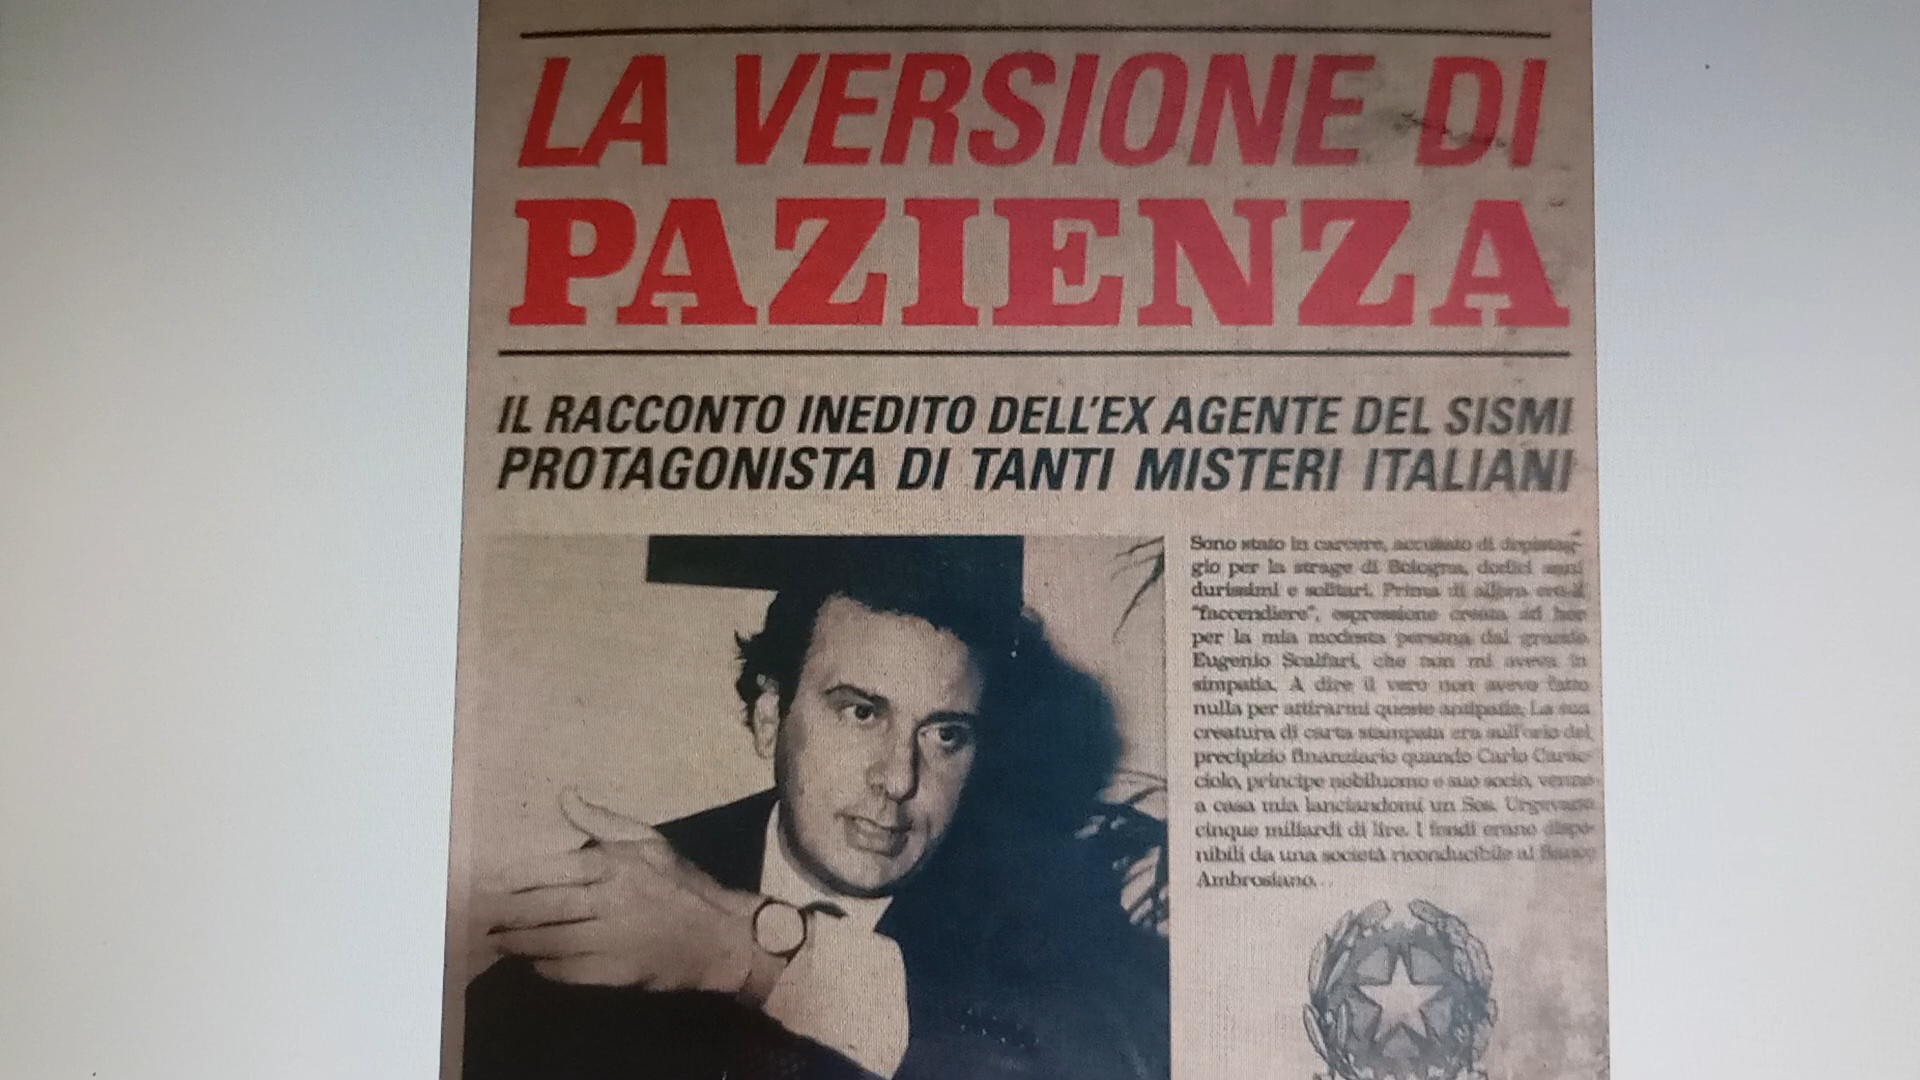 LA VERSIONE DI
PAZIENZA
IL RACCONTO INEDITO DELL'EX AGENTE DEL SISMI
PROTAGONISTA DI TANTI MISTERI ITALIANI
Sono stato in carcere, accusato di depistag-
gio per la strage di Bologna, dodici anni
durissimi e solitari. Prima di allora ero il
"faccendiere", espressione creata ad hoc
per la mia modesta persona dal grande
Eugenio Scalfari, che non mi aveva in
simpatia. A dire il vero non avevo fatto
nulla per attirarmi queste antipatie. La sua
creatura di carta stampata era sull'orlo del
precipizio finanziario quando Carlo Carac-
ciolo, principe nobiluomo e suo socio, venne
a casa mia lanciandomi un Sos. Urgevano
cinque miliardi di lire. I fondi erano dispo-
nibili da una società riconducibile al Banco
Ambrosiano...